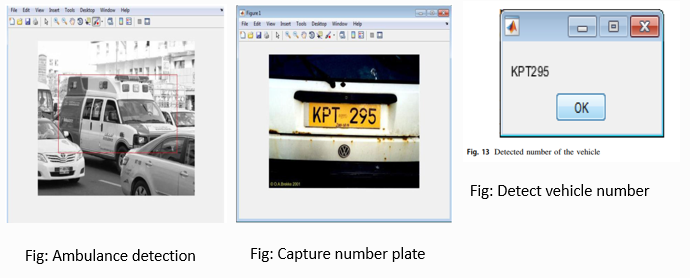 File Edit View Insert Tools Desktop Window Help
Figure 1
File Edit View Insert Tools Desktop Window Help
KPT 295
KPT295
OK
Fig. 13 Detected number of the vehicle
Fig: Ambulance detection
Fig: Capture number plate
Fig: Detect vehicle number